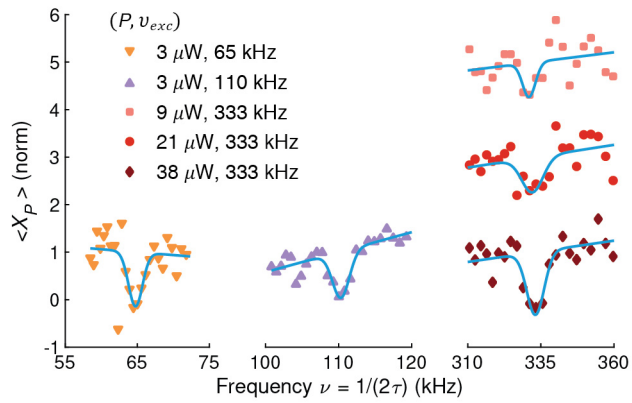 (P, υexc)
3 μW, 65 kHz
3 μW, 110 kHz
9 μW, 333 kHz
21 μW, 333 kHz
38 μW, 333 kHz
<X_P> (norm)
6
5
4
3
2
1
0
-1
55 65 75 100 110 120 310 335 360
Frequency ν = 1/(2τ) (kHz)